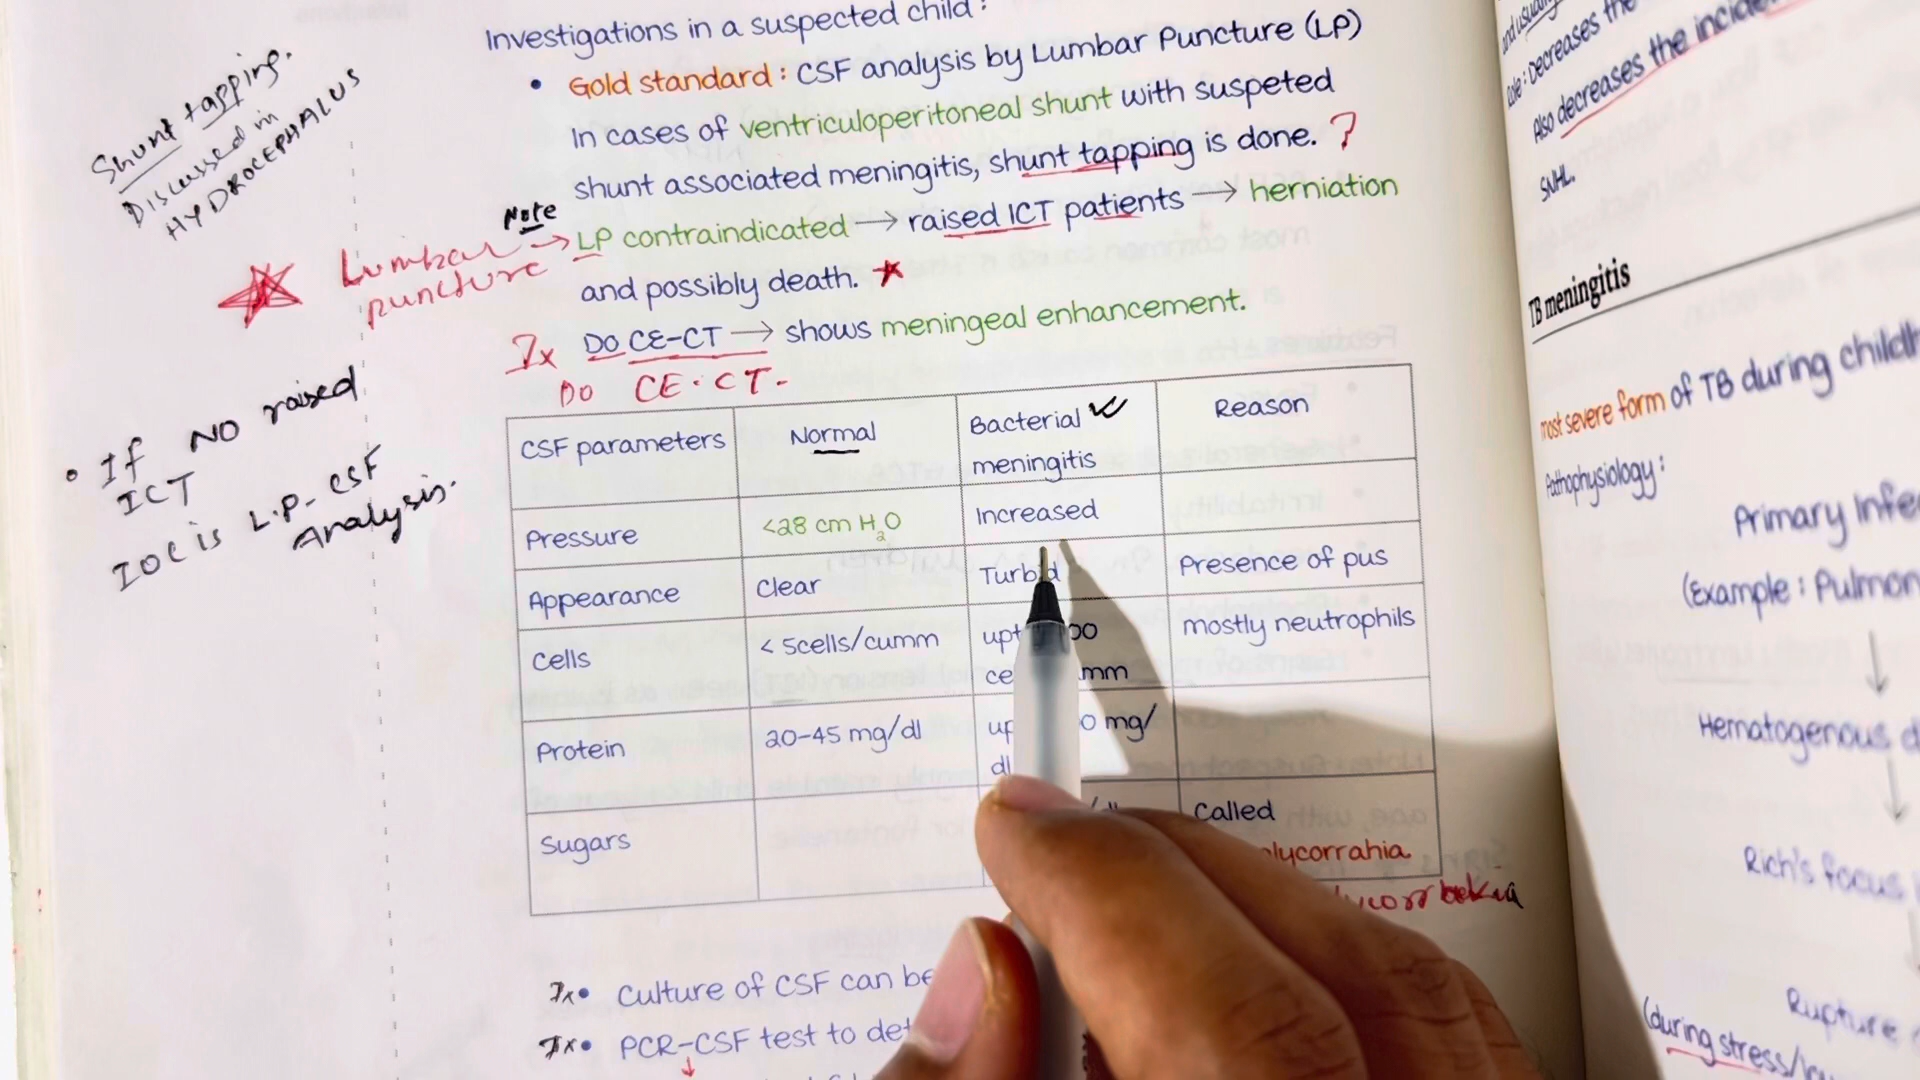 Shunt tapping.
Discussed in
HYDROCEPHALUS
Lumbar
puncture
• If NO raised
ICT
IOC is L.P- CSF
Analysis.
Investigations in a suspected child:
• Gold standard : CSF analysis by Lumbar Puncture (LP)
In cases of ventriculoperitoneal shunt with suspeted
shunt associated meningitis, shunt tapping is done. ?
Note
→ LP contraindicated → raised ICT patients → herniation
and possibly death.
Ix DO CE-CT → shows meningeal enhancement.
DO CE.CT-
CSF parameters Normal Bacterial meningitis Reason
Pressure <28 cm H2O Increased
Appearance Clear Turbid Presence of pus
Cells < 5cells/cumm mostly neutrophils
Protein 20-45 mg/dl mg/
Sugars Called
Ix• Culture of CSF can be
Ix• PCR-CSF test to
Also decreases the
SNHL.
TB meningitis
most severe form of TB during
Pathophysiology :
Primary
(Example :
Hematogenous
Rich's focus
Rupture
(during stress/